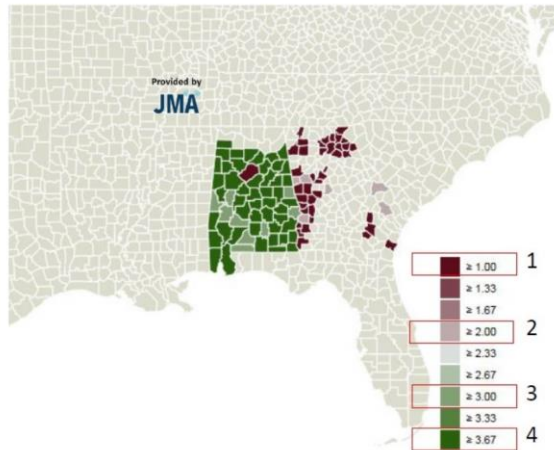 Provided by
JMA
≥ 1.00 1
≥ 1.33
≥ 1.67
≥ 2.00 2
≥ 2.33
≥ 2.67
≥ 3.00 3
≥ 3.33
≥ 3.67 4